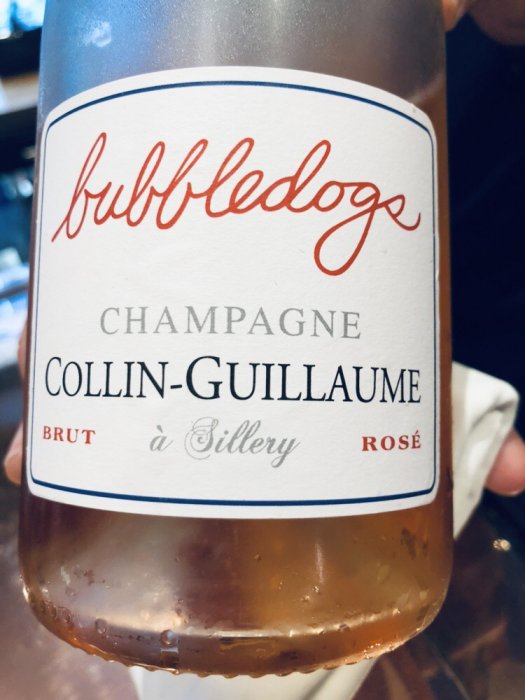 bubbledogs
CHAMPAGNE
COLLIN-GUILLAUME
BRUT à Sillery ROSÉ